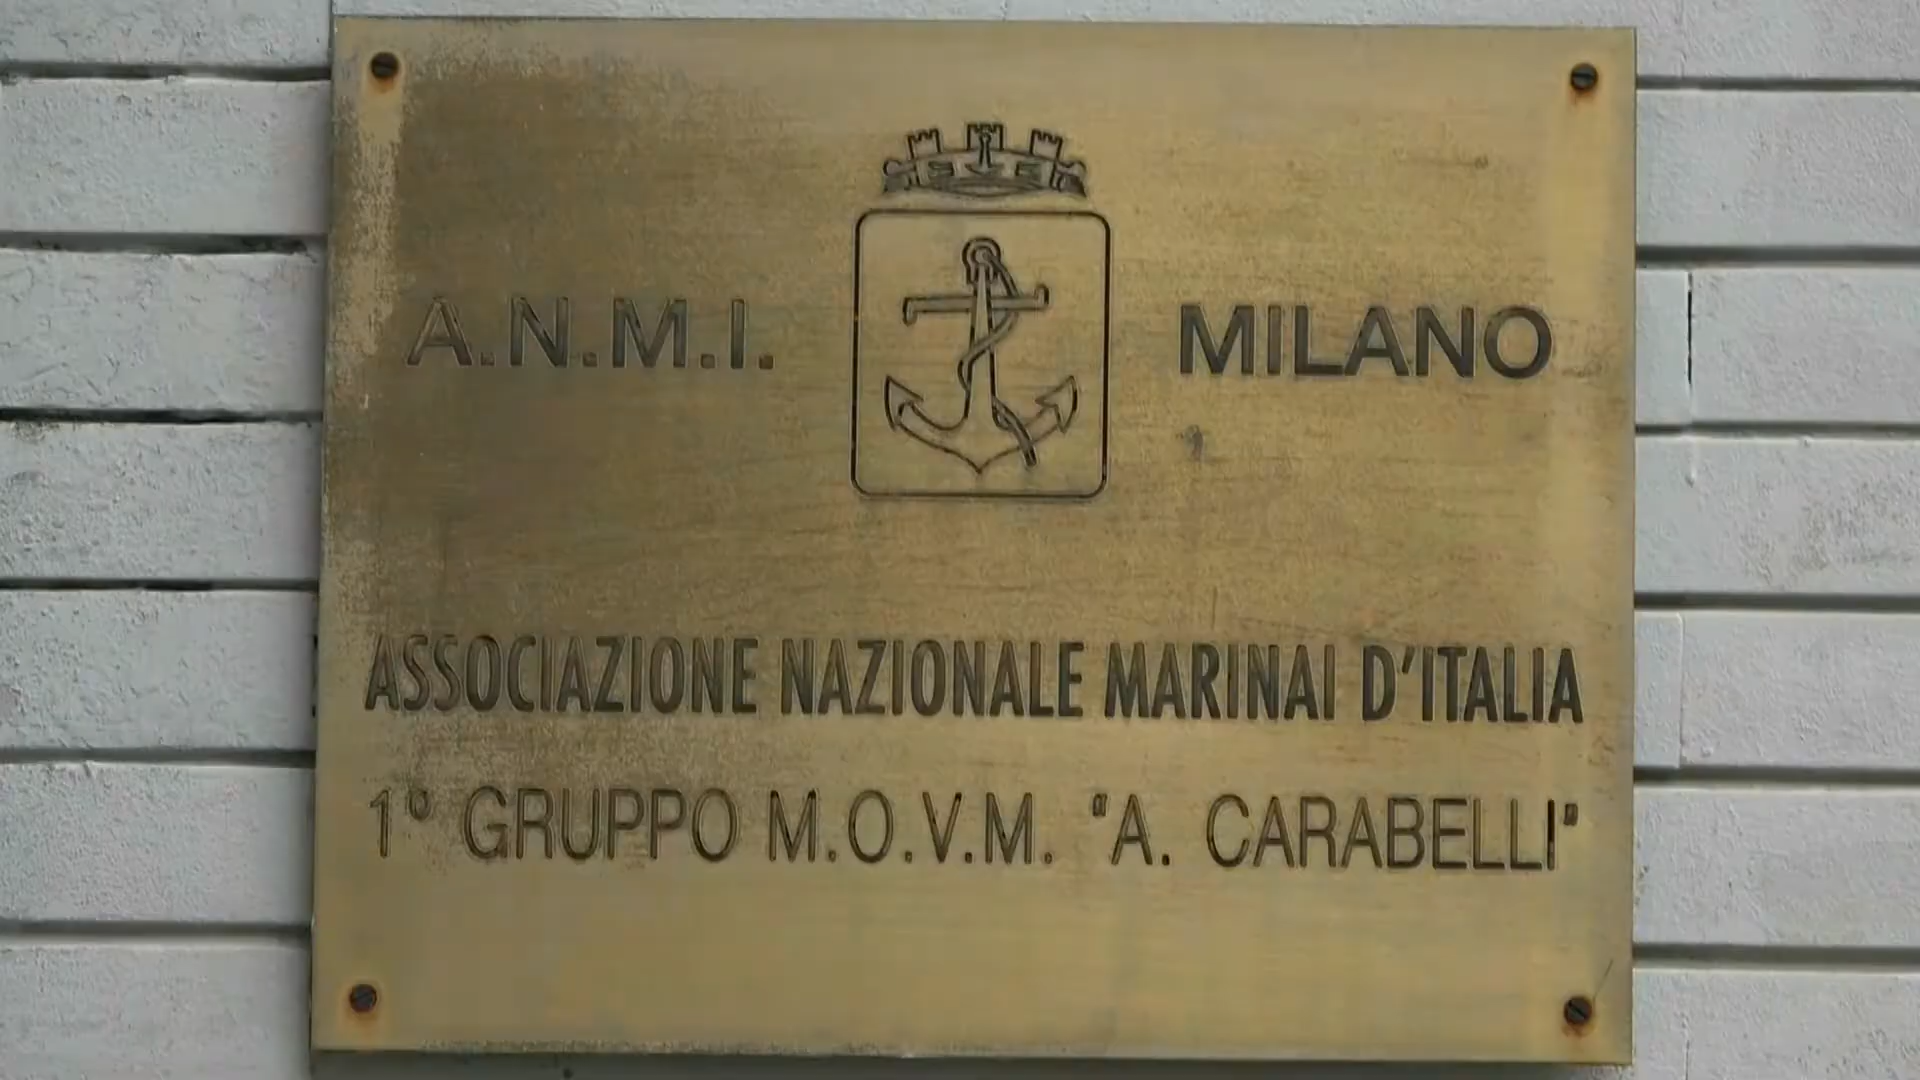 A.N.M.I. MILANO
ASSOCIAZIONE NAZIONALE MARINAI D'ITALIA
1° GRUPPO M.O.V.M. "A. CARABELLI"